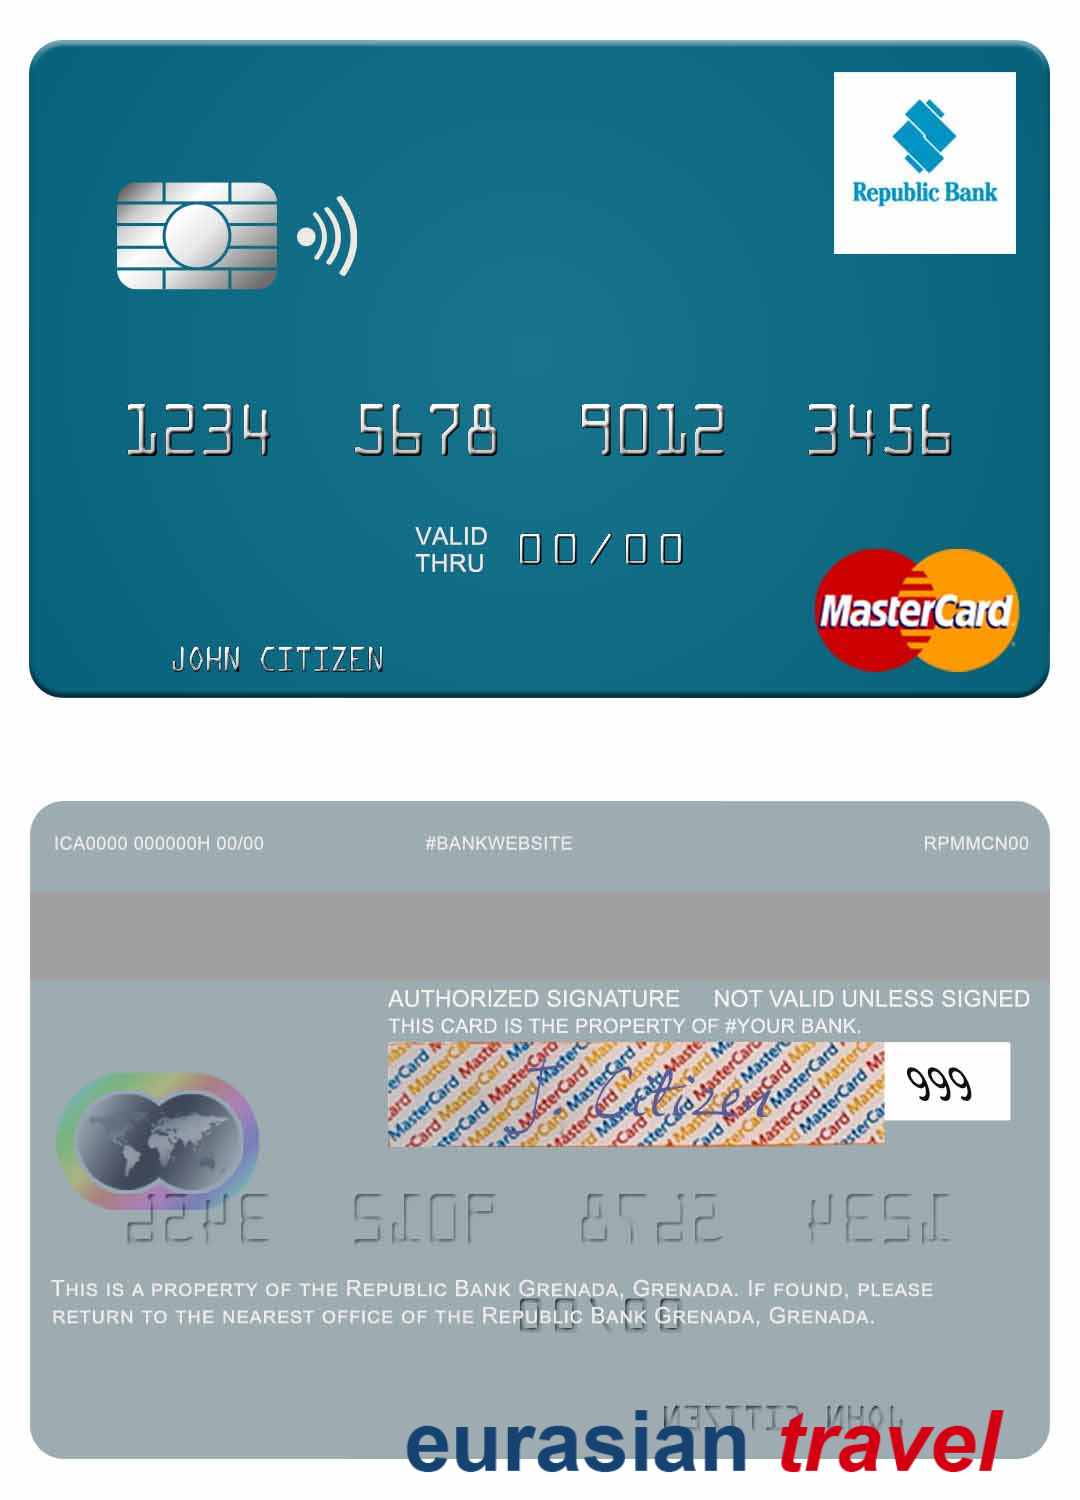 Republic Bank
1234 5678 9012 3456
VALID
THRU 00/00
MasterCard
JOHN CITIZEN
ICA0000 000000H 00/00 #BANKWEBSITE RPMMCN00
AUTHORIZED SIGNATURE NOT VALID UNLESS SIGNED
THIS CARD IS THE PROPERTY OF #YOUR BANK.
J. Citizen 999
THIS IS A PROPERTY OF THE REPUBLIC BANK GRENADA, GRENADA. IF FOUND, PLEASE
RETURN TO THE NEAREST OFFICE OF THE REPUBLIC BANK GRENADA, GRENADA.
eurasian travel